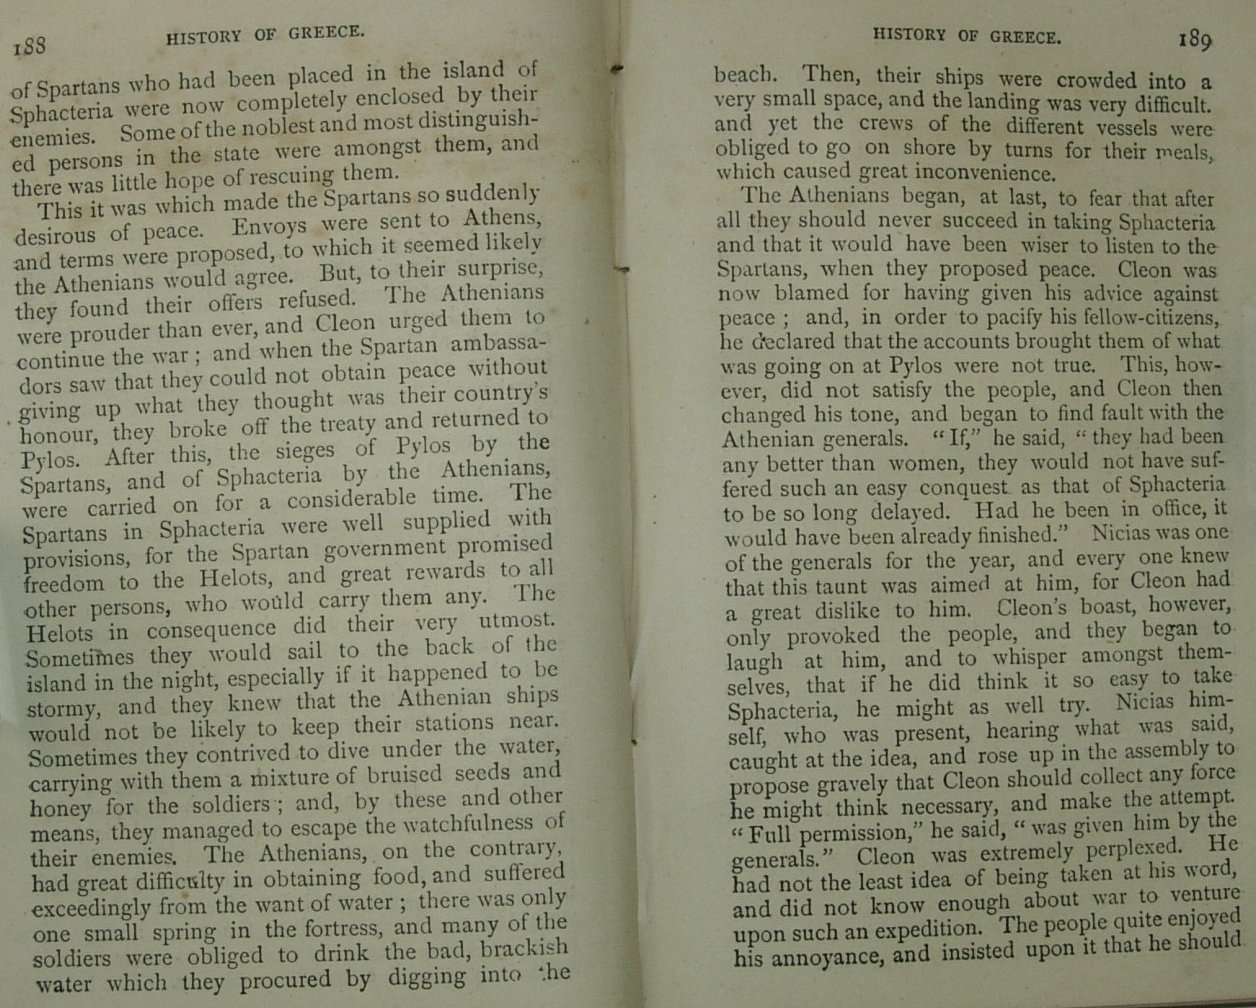 188
HISTORY OF GREECE.
of Spartans who had been placed in the island of
Sphacteria were now completely enclosed by their
enemies. Some of the noblest and most distinguish-
ed persons in the state were amongst them, and
there was little hope of rescuing them.
This it was which made the Spartans so suddenly
desirous of peace. Envoys were sent to Athens,
and terms were proposed, to which it seemed likely
the Athenians would agree. But, to their surprise,
they found their offers refused. The Athenians
were prouder than ever, and Cleon urged them to
continue the war; and when the Spartan ambassa-
dors saw that they could not obtain peace without
giving up what they thought was their country's
honour, they broke off the treaty and returned to
Pylos. After this, the sieges of Pylos by the
Spartans, and of Sphacteria by the Athenians,
were carried on for a considerable time. The
Spartans in Sphacteria were well supplied with
provisions, for the Spartan government promised
freedom to the Helots, and great rewards to all
other persons, who would carry them any. The
Helots in consequence did their very utmost.
Sometimes they would sail to the back of the
island in the night, especially if it happened to be
stormy, and they knew that the Athenian ships
would not be likely to keep their stations near.
Sometimes they contrived to dive under the water,
carrying with them a mixture of bruised seeds and
honey for the soldiers; and, by these and other
means, they managed to escape the watchfulness of
their enemies. The Athenians, on the contrary,
had great difficulty in obtaining food, and suffered
exceedingly from the want of water; there was only
one small spring in the fortress, and many of the
soldiers were obliged to drink the bad, brackish
water which they procured by digging into the
HISTORY OF GREECE.
189
beach. Then, their ships were crowded into a
very small space, and the landing was very difficult.
and yet the crews of the different vessels were
obliged to go on shore by turns for their meals,
which caused great inconvenience.
The Athenians began, at last, to fear that after
all they should never succeed in taking Sphacteria
and that it would have been wiser to listen to the
Spartans, when they proposed peace. Cleon was
now blamed for having given his advice against
peace; and, in order to pacify his fellow-citizens,
he declared that the accounts brought them of what
was going on at Pylos were not true. This, how-
ever, did not satisfy the people, and Cleon then
changed his tone, and began to find fault with the
Athenian generals. "If," he said, "they had been
any better than women, they would not have suf-
fered such an easy conquest as that of Sphacteria
to be so long delayed. Had he been in office, it
would have been already finished." Nicias was one
of the generals for the year, and every one knew
that this taunt was aimed at him, for Cleon had
a great dislike to him. Cleon's boast, however,
only provoked the people, and they began to
laugh at him, and to whisper amongst them-
selves, that if he did think it so easy to take
Sphacteria, he might as well try. Nicias him-
self, who was present, hearing what was said,
caught at the idea, and rose up in the assembly to
propose gravely that Cleon should collect any force
he might think necessary, and make the attempt.
"Full permission," he said, "was given him by the
generals." Cleon was extremely perplexed. He
had not the least idea of being taken at his word,
and did not know enough about war to venture
upon such an expedition. The people quite enjoyed
his annoyance, and insisted upon it that he should